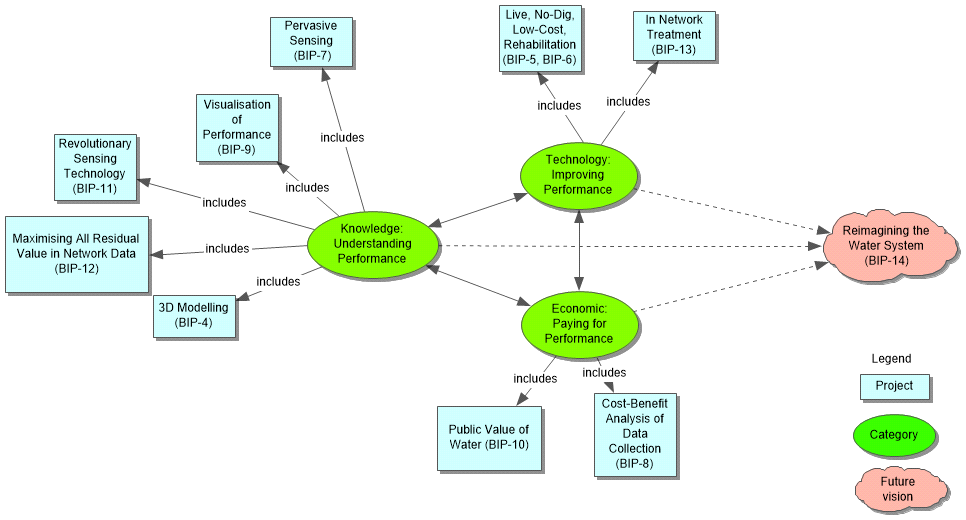 Pervasive
Sensing
(BIP-7)
Live, No-Dig,
Low-Cost,
Rehabilitation
(BIP-5, BIP-6)
In Network
Treatment
(BIP-13)
includes
includes
includes
Visualisation
of
Performance
(BIP-9)
Revolutionary
Sensing
Technology
(BIP-11)
includes
includes
Technology:
Improving
Performance
Maximising All Residual
Value in Network Data
(BIP-12)
includes
Knowledge:
Understanding
Performance
Reimagining the
Water System
(BIP-14)
includes
3D Modelling
(BIP-4)
Economic:
Paying for
Performance
includes
includes
Public Value of
Water (BIP-10)
Cost-Benefit
Analysis of
Data
Collection
(BIP-8)
Legend
Project
Category
Future
vision